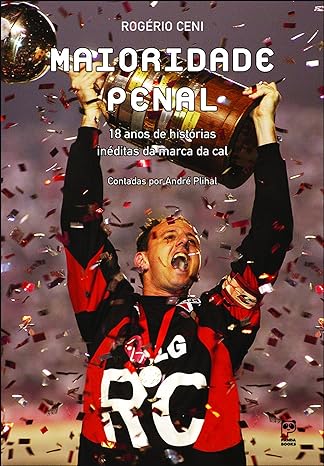 ROGÉRIO CENI
MAIORIDADE
PENAL
18 anos de histórias
inéditas da marca da cal
Contadas por André Plihal
LG
RC
PANDA
BOOKS